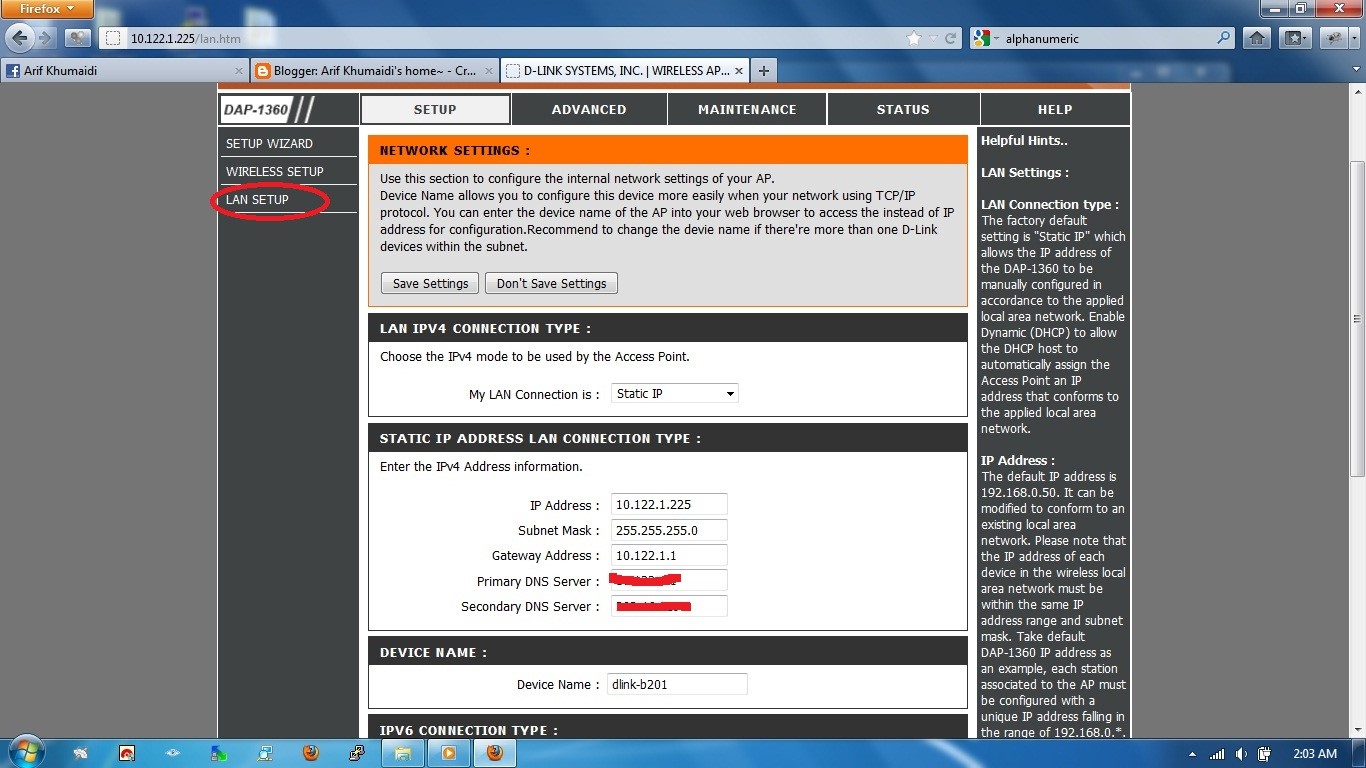 Firefox
10.122.1.225/lan.htm
alphanumeric
Arif Khumaidi
Blogger: Arif Khumaidi's home~ - Cr...
D-LINK SYSTEMS, INC. | WIRELESS AP...
DAP-1360
SETUP
ADVANCED
MAINTENANCE
STATUS
HELP
SETUP WIZARD
WIRELESS SETUP
LAN SETUP
NETWORK SETTINGS :
Use this section to configure the internal network settings of your AP.
Device Name allows you to configure this device more easily when your network using TCP/IP
protocol. You can enter the device name of the AP into your web browser to access the instead of IP
address for configuration.Recommend to change the devie name if there're more than one D-Link
devices within the subnet.
Save Settings
Don't Save Settings
LAN IPV4 CONNECTION TYPE :
Choose the IPv4 mode to be used by the Access Point.
My LAN Connection is : Static IP
STATIC IP ADDRESS LAN CONNECTION TYPE :
Enter the IPv4 Address information.
IP Address : 10.122.1.225
Subnet Mask : 255.255.255.0
Gateway Address : 10.122.1.1
Primary DNS Server :
Secondary DNS Server :
DEVICE NAME :
Device Name : dlink-b201
IPV6 CONNECTION TYPE :
Helpful Hints..
LAN Settings :
LAN Connection type :
The factory default
setting is "Static IP" which
allows the IP address of
the DAP-1360 to be
manually configured in
accordance to the applied
local area network. Enable
Dynamic (DHCP) to allow
the DHCP host to
automatically assign the
Access Point an IP
address that conforms to
the applied local area
network.
IP Address :
The default IP address is
192.168.0.50. It can be
modified to conform to an
existing local area
network. Please note that
the IP address of each
device in the wireless local
area network must be
within the same IP
address range and subnet
mask. Take default
DAP-1360 IP address as
an example, each station
associated to the AP must
be configured with a
unique IP address falling in
the range of 192.168.0.*.
2:03 AM